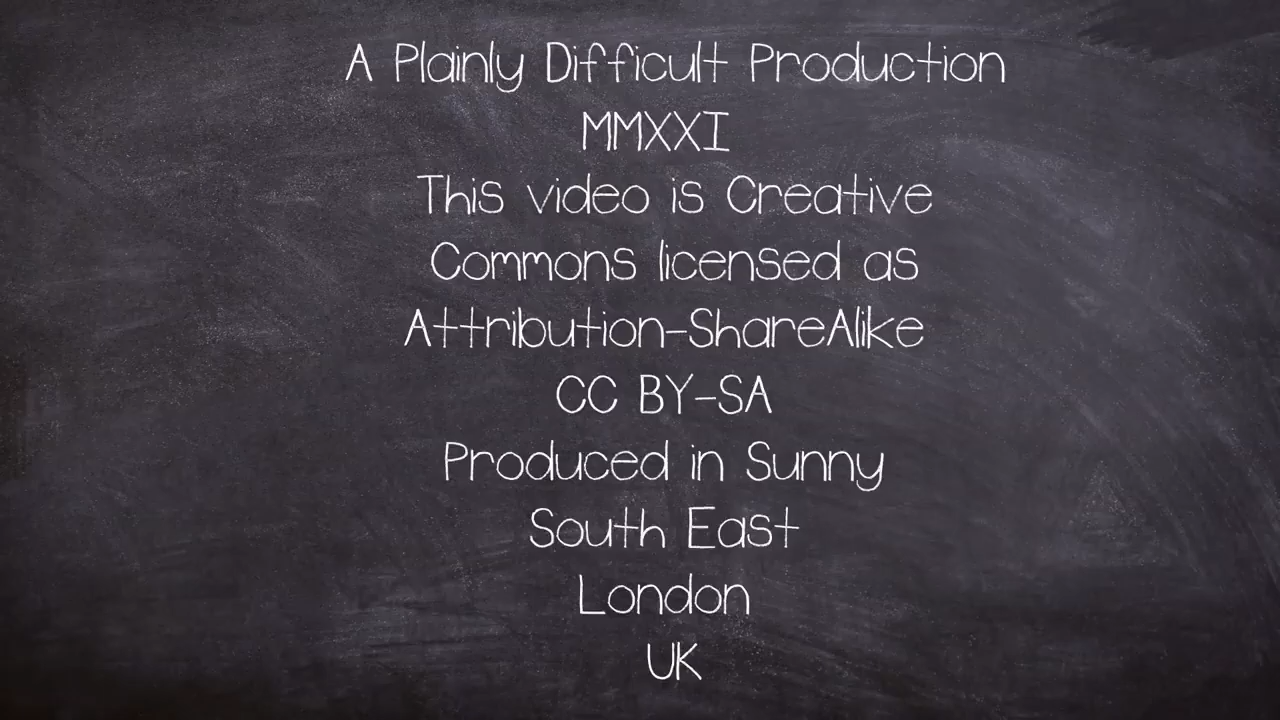 A Plainly Difficult Production
MMXXI
This video is Creative
Commons licensed as
Attribution-ShareAlike
CC BY-SA
Produced in Sunny
South East
London
UK